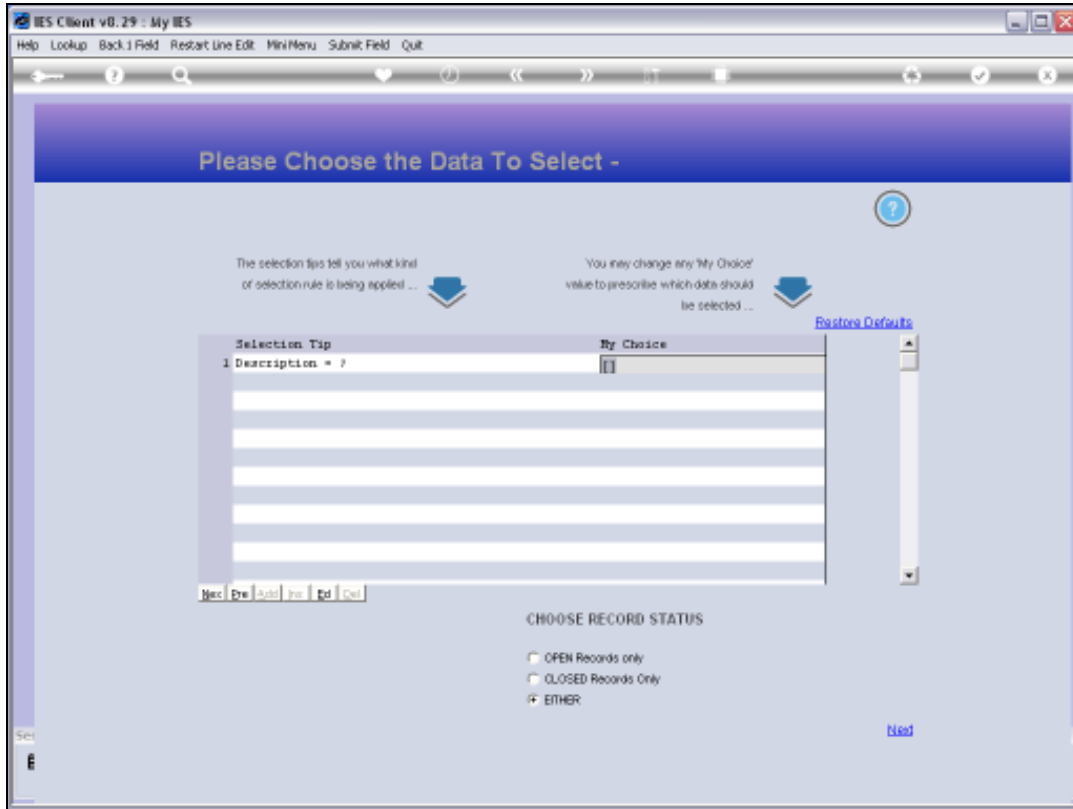 IES Client v8.29 : My IES
Help Lookup Back 1 Field Restart Line Edit MiniMenu Submit Field Quit
Please Choose the Data To Select -
The selection tips tell you what kind
of selection rule is being applied ...
You may change any 'My Choice'
value to prescribe which data should
be selected ...
Restore Defaults
Selection Tip My Choice
1 Description = ? []
Nex Pre Add Ins Ed Del
CHOOSE RECORD STATUS
OPEN Records only
CLOSED Records Only
EITHER
Next